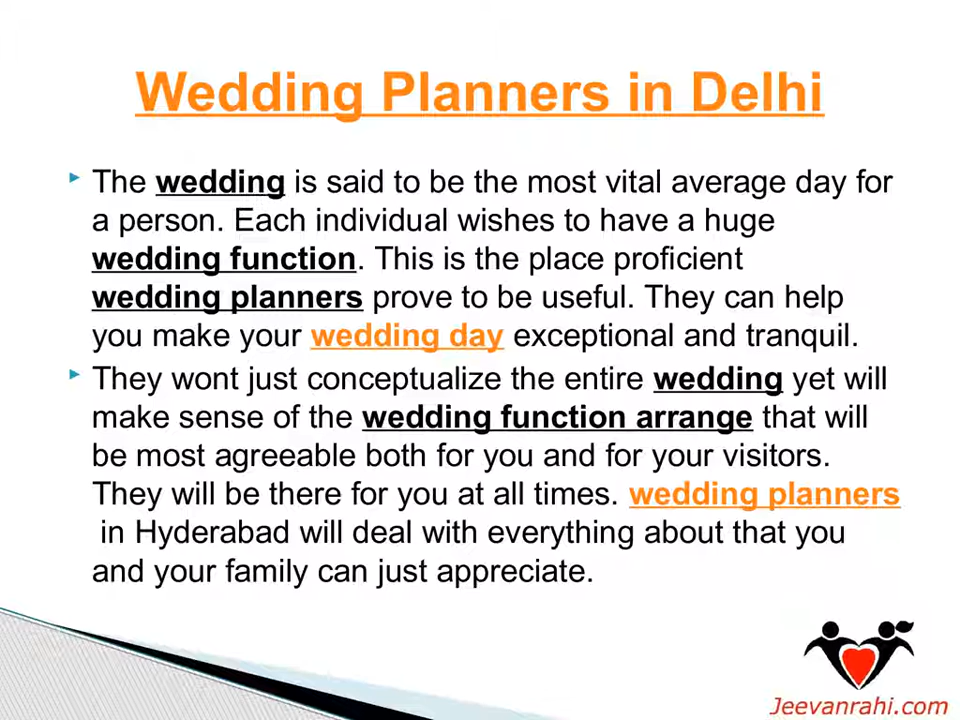 Wedding Planners in Delhi
The wedding is said to be the most vital average day for
a person. Each individual wishes to have a huge
wedding function. This is the place proficient
wedding planners prove to be useful. They can help
you make your wedding day exceptional and tranquil.
They wont just conceptualize the entire wedding yet will
make sense of the wedding function arrange that will
be most agreeable both for you and for your visitors.
They will be there for you at all times. wedding planners
in Hyderabad will deal with everything about that you
and your family can just appreciate.
Jeevanrahi.com